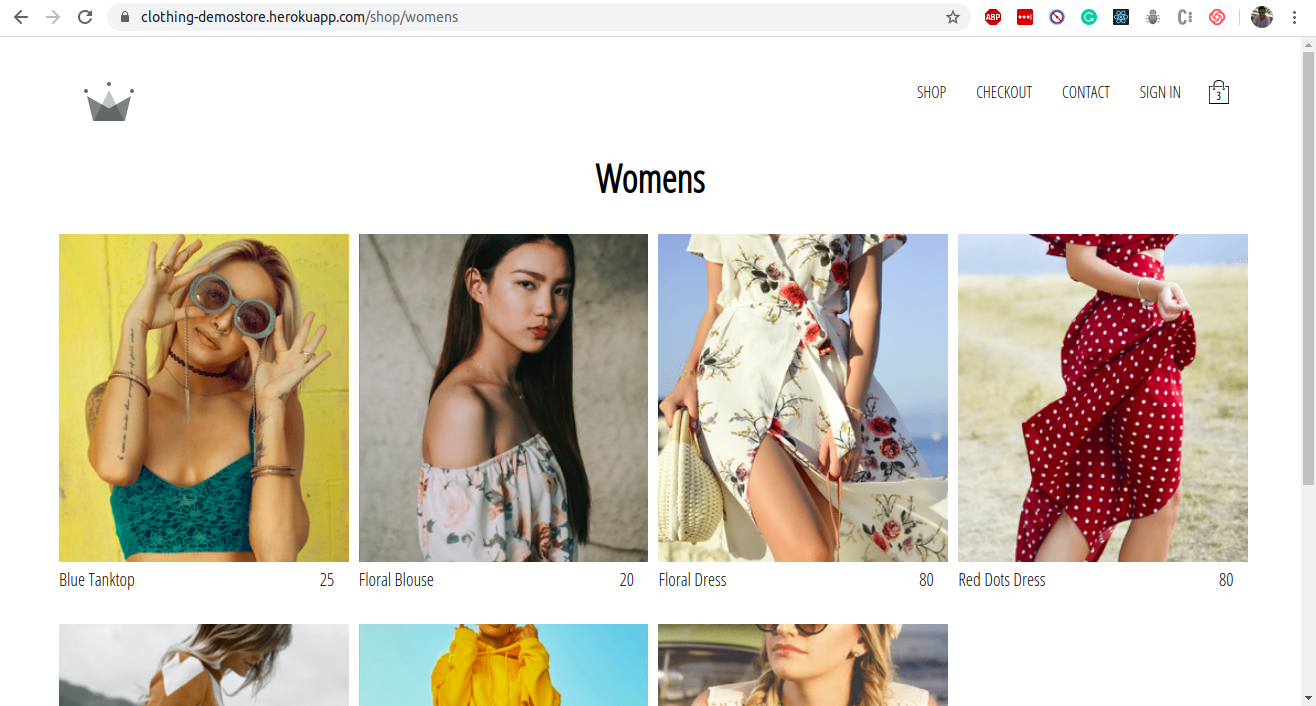 clothing-demostore.herokuapp.com/shop/womens
ABP
SHOP CHECKOUT CONTACT SIGN IN 3
Womens
Blue Tanktop 25
Floral Blouse 20
Floral Dress 80
Red Dots Dress 80